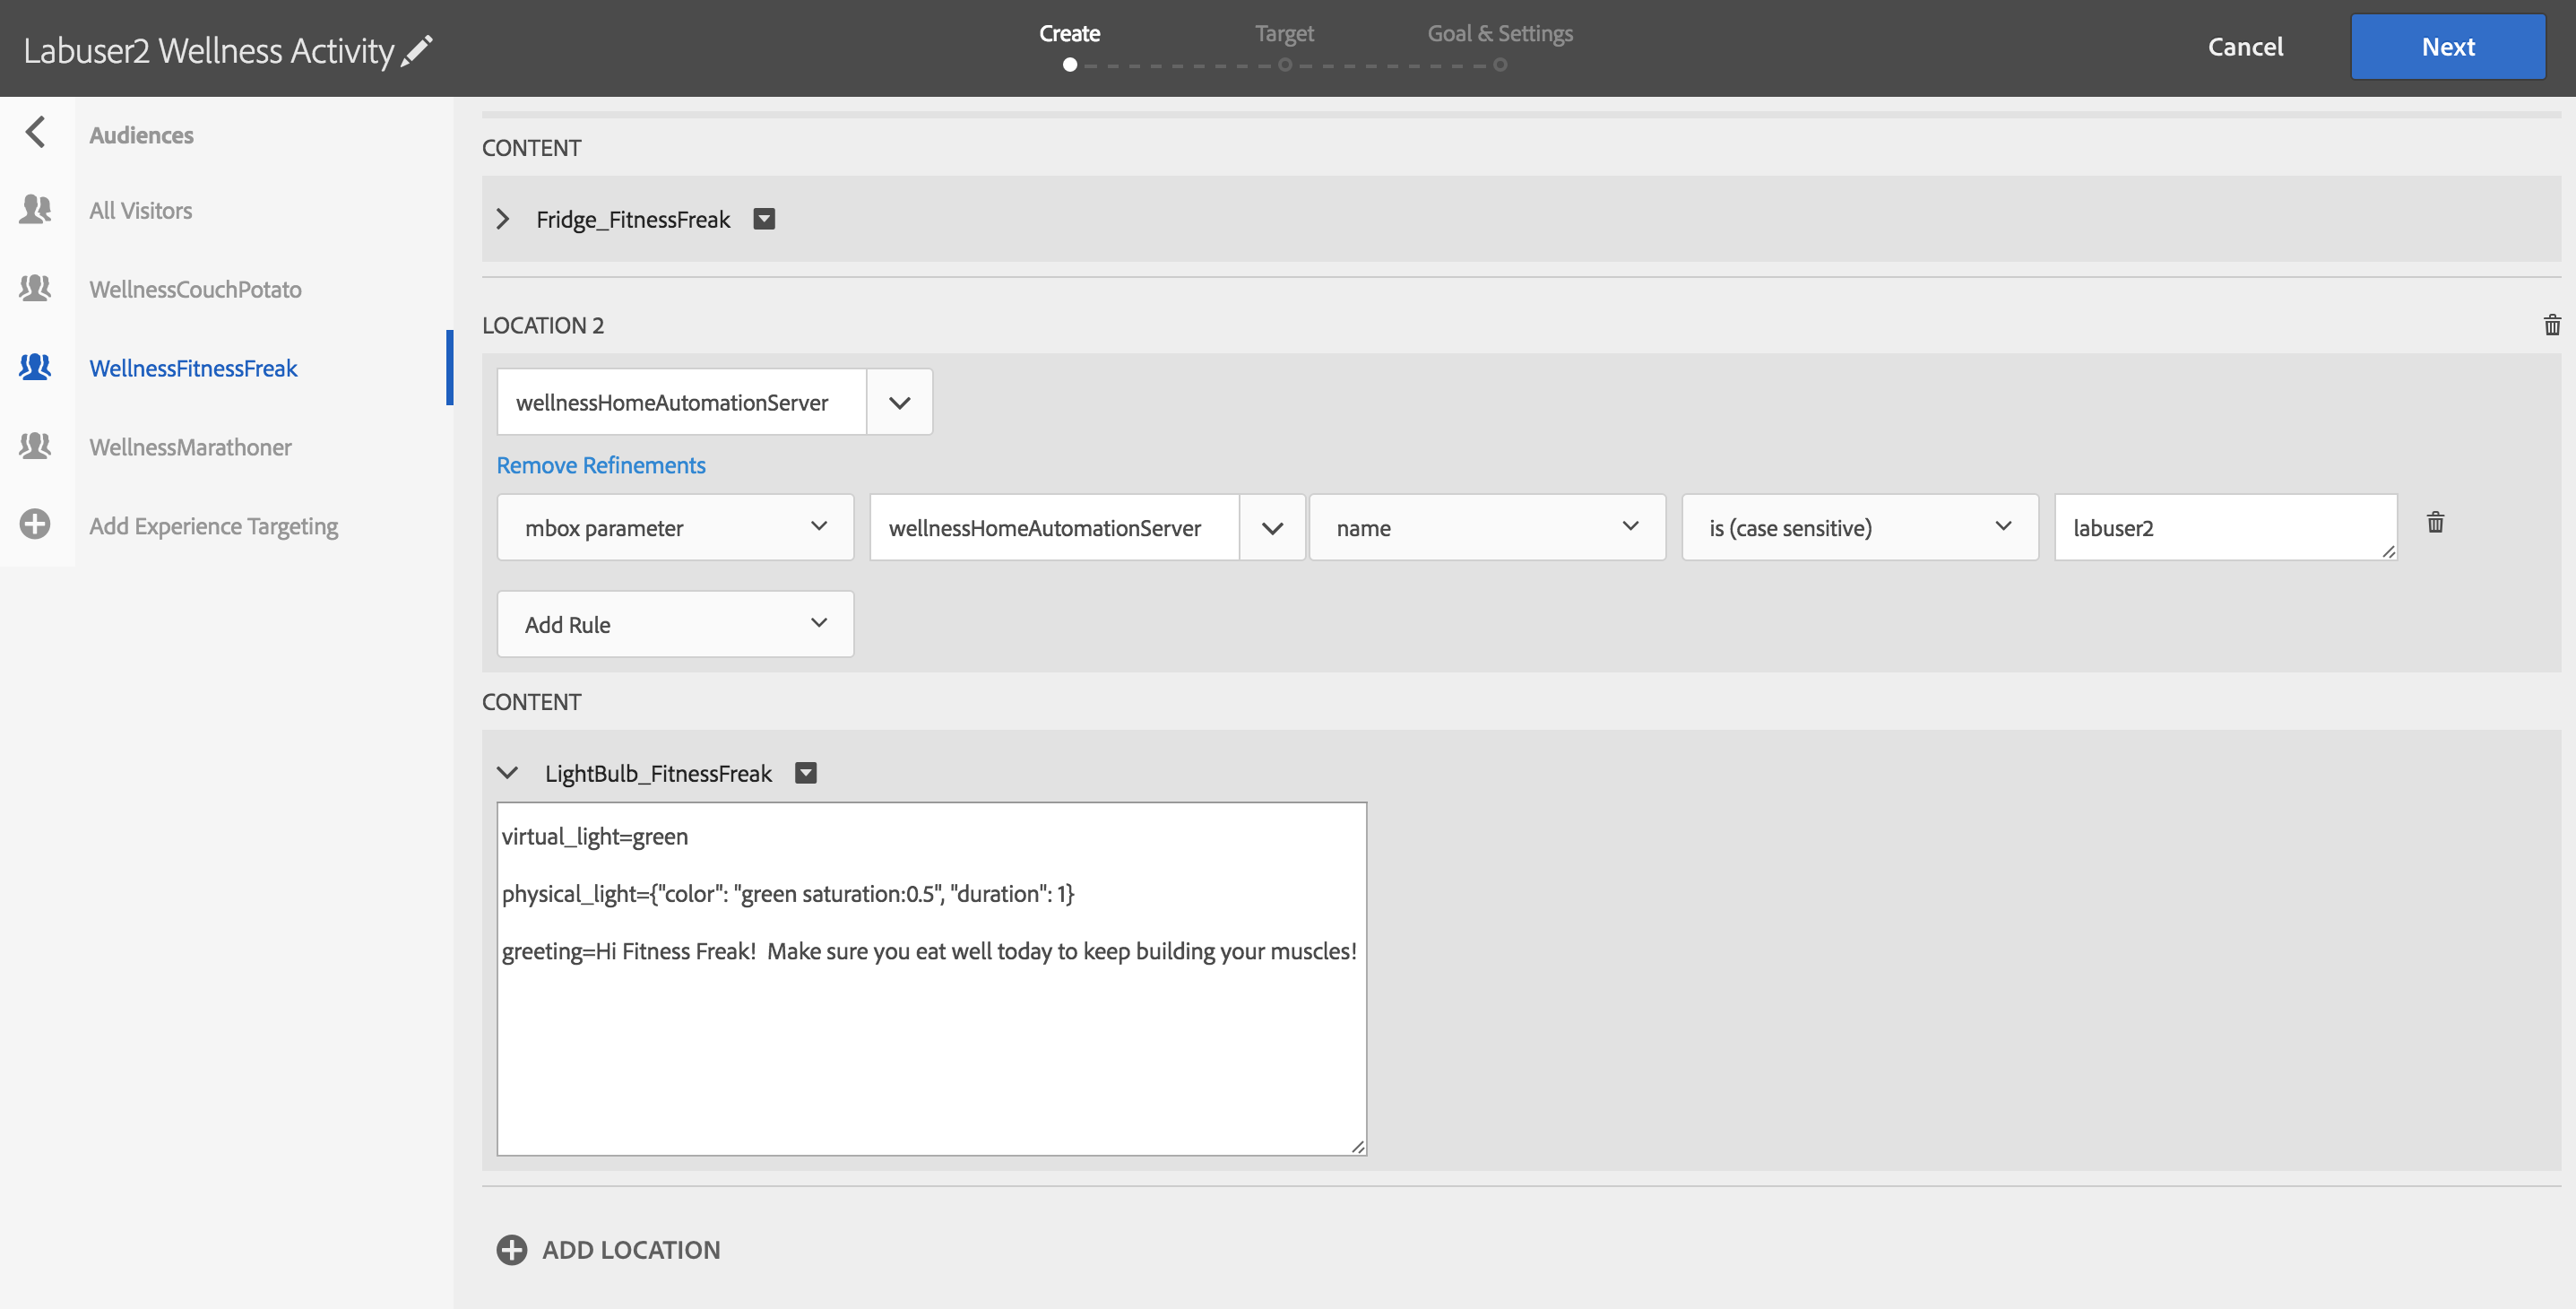 Labuser2 Wellness Activity
Create
Target
Goal & Settings
Cancel
Next
Audiences
All Visitors
WellnessCouchPotato
WellnessFitnessFreak
WellnessMarathoner
Add Experience Targeting
CONTENT
Fridge_FitnessFreak
LOCATION 2
wellnessHomeAutomationServer
Remove Refinements
mbox parameter
wellnessHomeAutomationServer
name
is (case sensitive)
labuser2
Add Rule
CONTENT
LightBulb_FitnessFreak
virtual_light=green
physical_light={"color": "green saturation:0.5", "duration": 1}
greeting=Hi Fitness Freak!  Make sure you eat well today to keep building your muscles!
ADD LOCATION